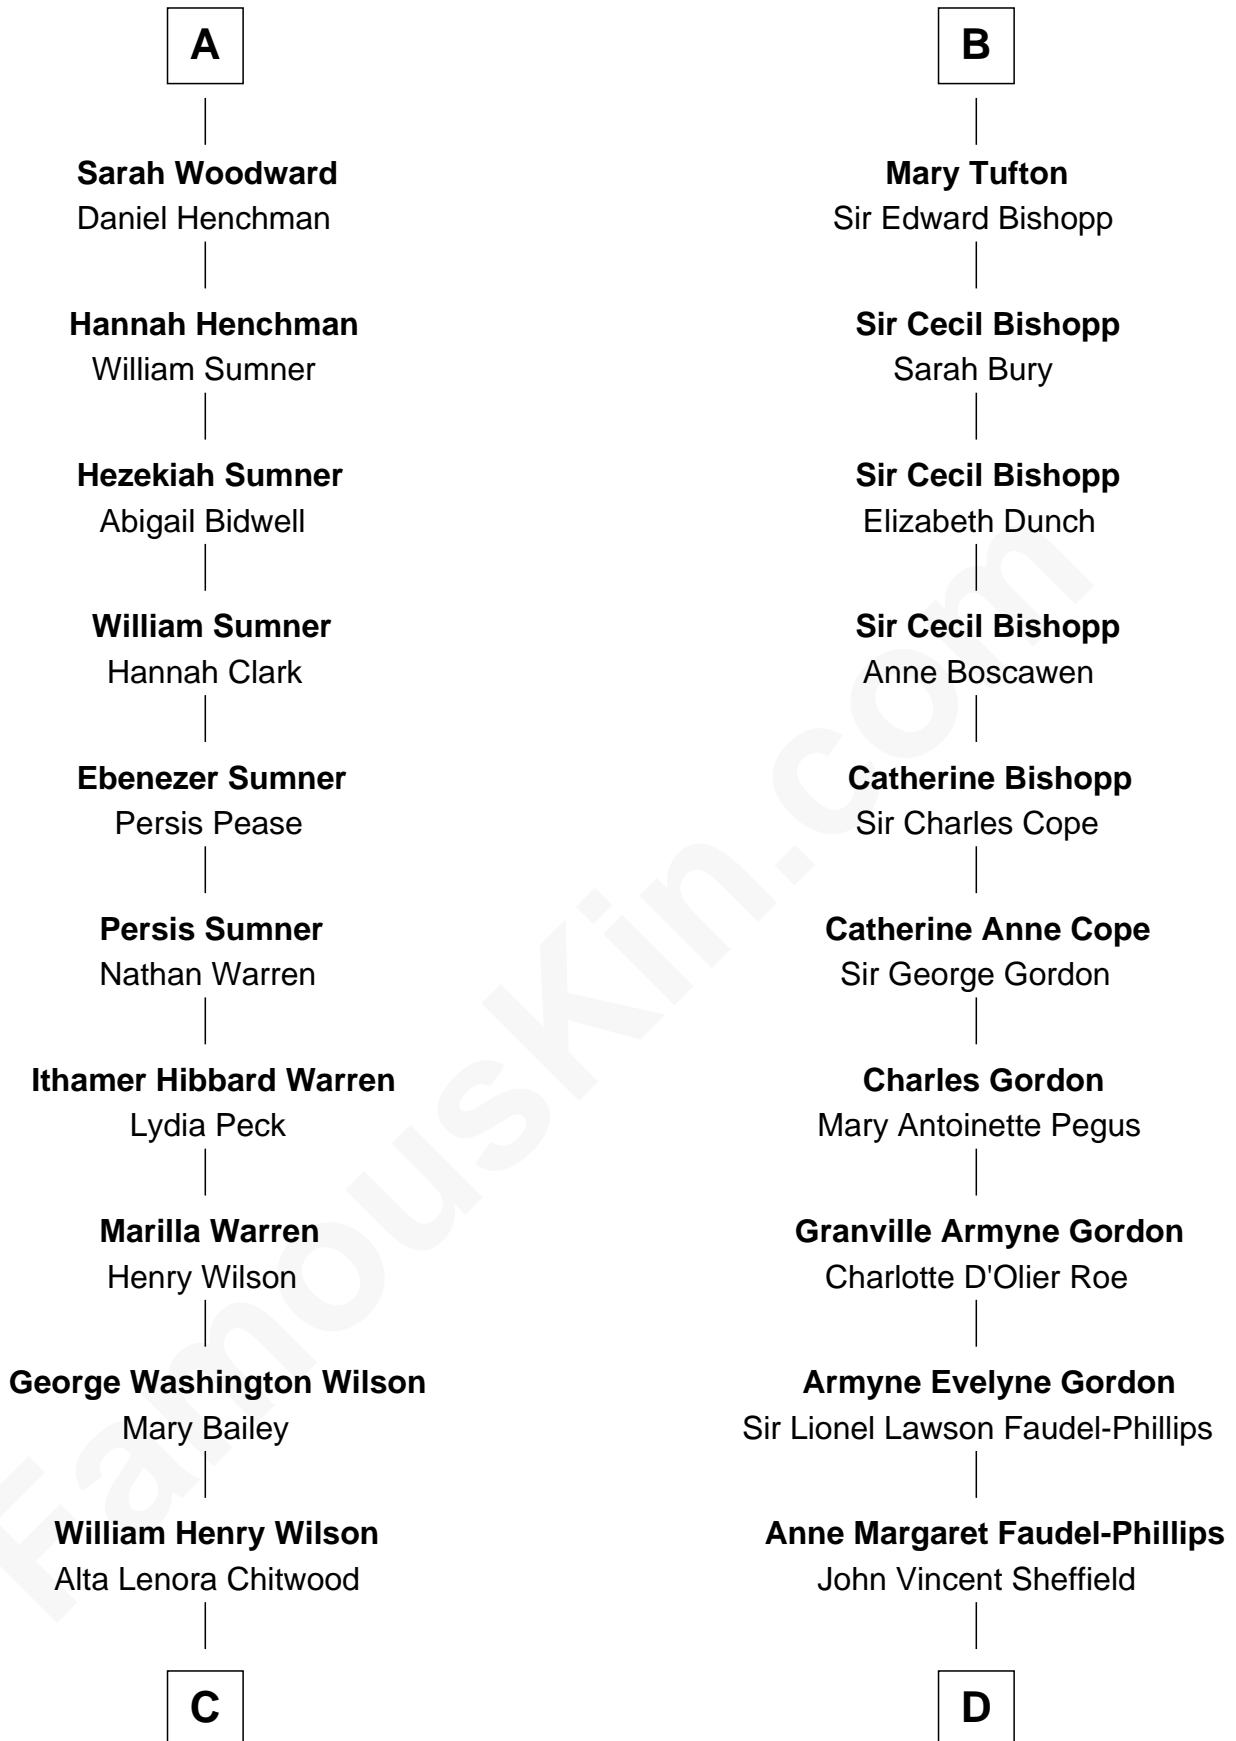 A
Sarah Woodward
Daniel Henchman
Hannah Henchman
William Sumner
Hezekiah Sumner
Abigail Bidwell
William Sumner
Hannah Clark
Ebenezer Sumner
Persis Pease
Persis Sumner
Nathan Warren
Ithamer Hibbard Warren
Lydia Peck
Marilla Warren
Henry Wilson
George Washington Wilson
Mary Bailey
William Henry Wilson
Alta Lenora Chitwood
C
B
Mary Tufton
Sir Edward Bishopp
Sir Cecil Bishopp
Sarah Bury
Sir Cecil Bishopp
Elizabeth Dunch
Sir Cecil Bishopp
Anne Boscawen
Catherine Bishopp
Sir Charles Cope
Catherine Anne Cope
Sir George Gordon
Charles Gordon
Mary Antoinette Pegus
Granville Armyne Gordon
Charlotte D'Olier Roe
Armyne Evelyne Gordon
Sir Lionel Lawson Faudel-Phillips
Anne Margaret Faudel-Phillips
John Vincent Sheffield
D
FamousKin.com